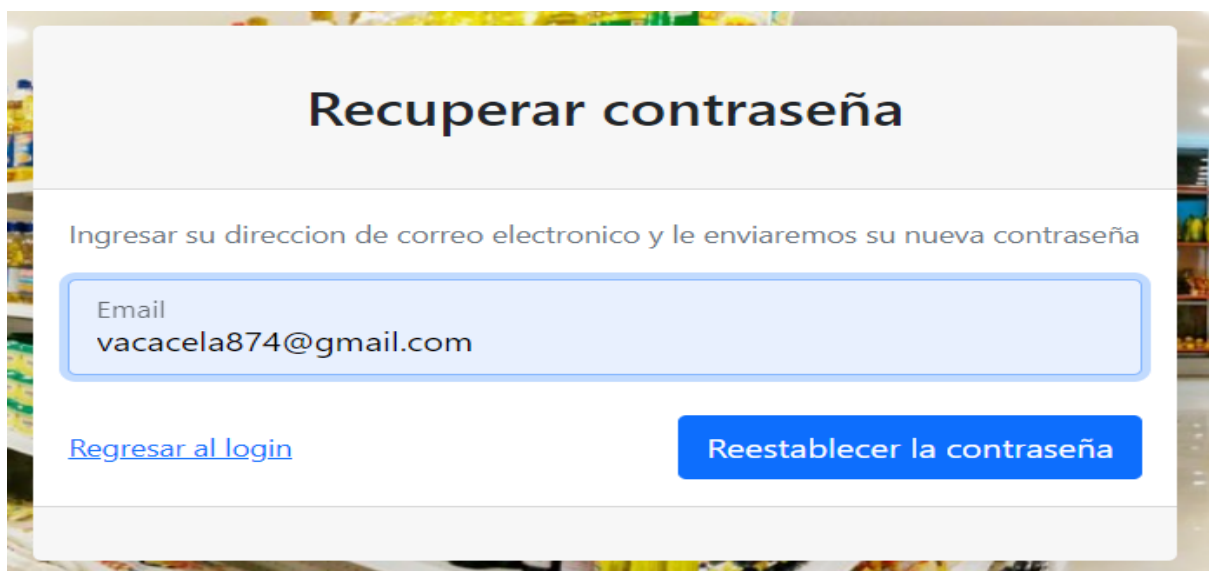 Recuperar contraseña
Ingresar su direccion de correo electronico y le enviaremos su nueva contraseña
Email
vacacela874@gmail.com
Regresar al login
Reestablecer la contraseña